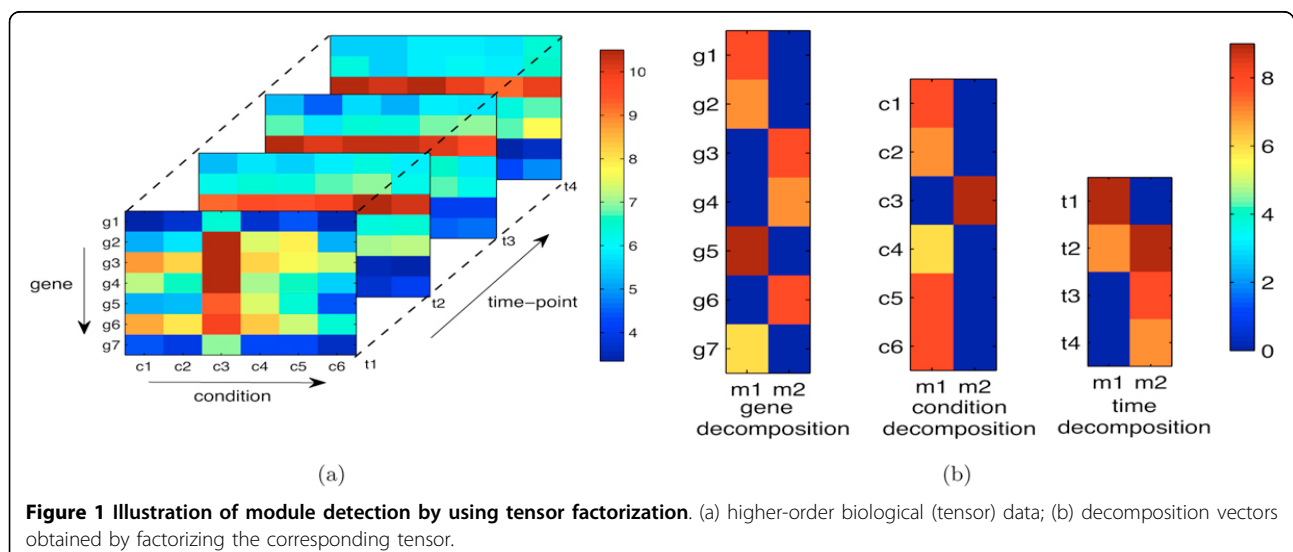 g1
g2
g3
g4
g5
g6
g7
gene
c1 c2 c3 c4 c5 c6
condition
t1
t2
t3
t4
time-point
10
9
8
7
6
5
4
(a)
g1
g2
g3
g4
g5
g6
g7
m1 m2
gene
decomposition
c1
c2
c3
c4
c5
c6
m1 m2
condition
decomposition
t1
t2
t3
t4
m1 m2
time
decomposition
8
6
4
2
0
(b)
Figure 1 Illustration of module detection by using tensor factorization. (a) higher-order biological (tensor) data; (b) decomposition vectors
obtained by factorizing the corresponding tensor.